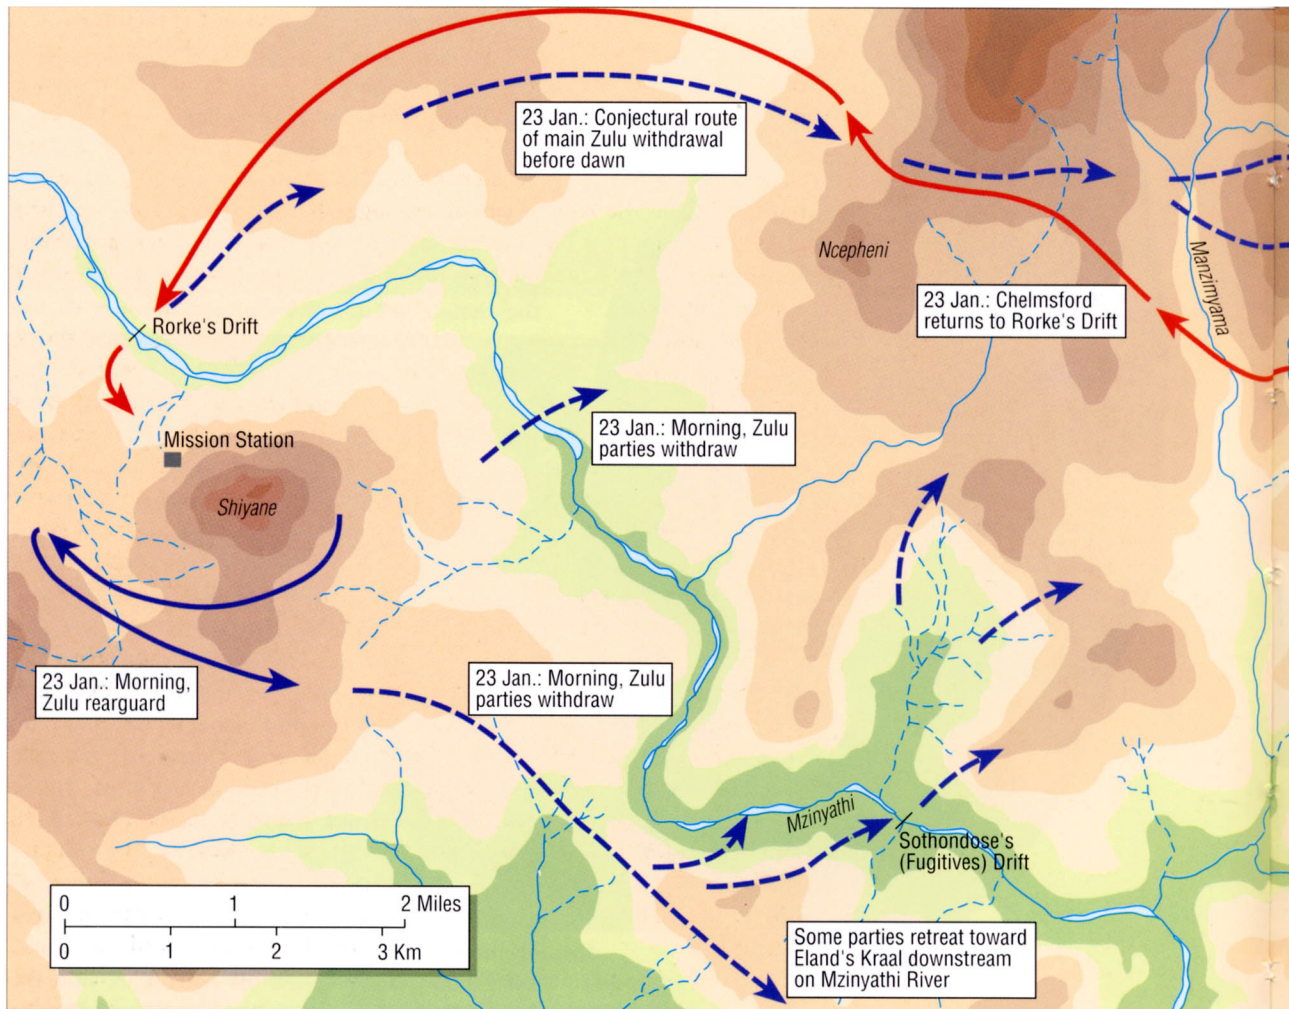 23 Jan.: Conjectural route
of main Zulu withdrawal
before dawn
Ncepheni
Manzimyama
23 Jan.: Chelmsford
returns to Rorke's Drift
Rorke's Drift
Mission Station
Shiyane
23 Jan.: Morning, Zulu
parties withdraw
23 Jan.: Morning,
Zulu rearguard
23 Jan.: Morning, Zulu
parties withdraw
Mzinyathi
Sothondose's
(Fugitives) Drift
0 1 2 Miles
0 1 2 3 Km
Some parties retreat toward
Eland's Kraal downstream
on Mzinyathi River